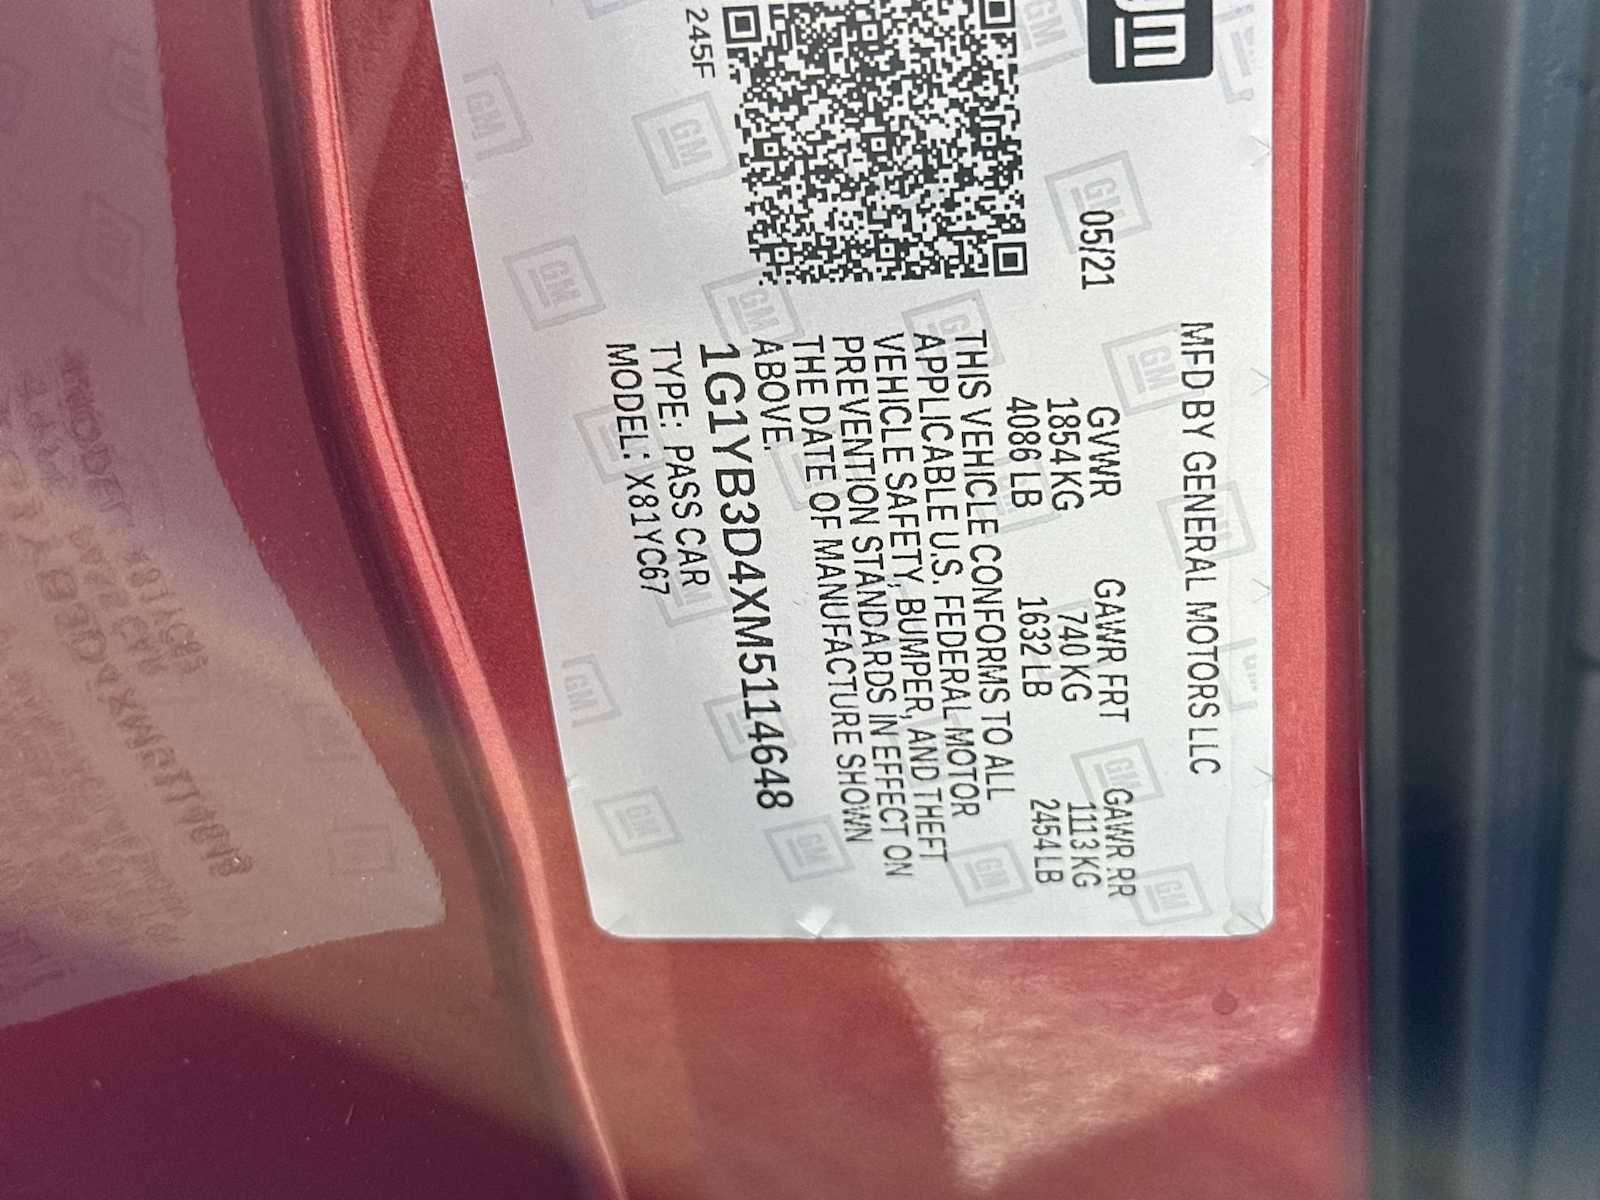 gm
MFD BY GENERAL MOTORS LLC
05/21
GVWR GAWR FRT GAWR RR
1854 KG 740 KG 1113 KG
4086 LB 1632 LB 2454 LB
THIS VEHICLE CONFORMS TO ALL
APPLICABLE U.S. FEDERAL MOTOR
VEHICLE SAFETY, BUMPER, AND THEFT
PREVENTION STANDARDS IN EFFECT ON
THE DATE OF MANUFACTURE SHOWN
ABOVE.
1G1YB3D4XM5114648
TYPE: PASS CAR
MODEL: X81YC67
245F